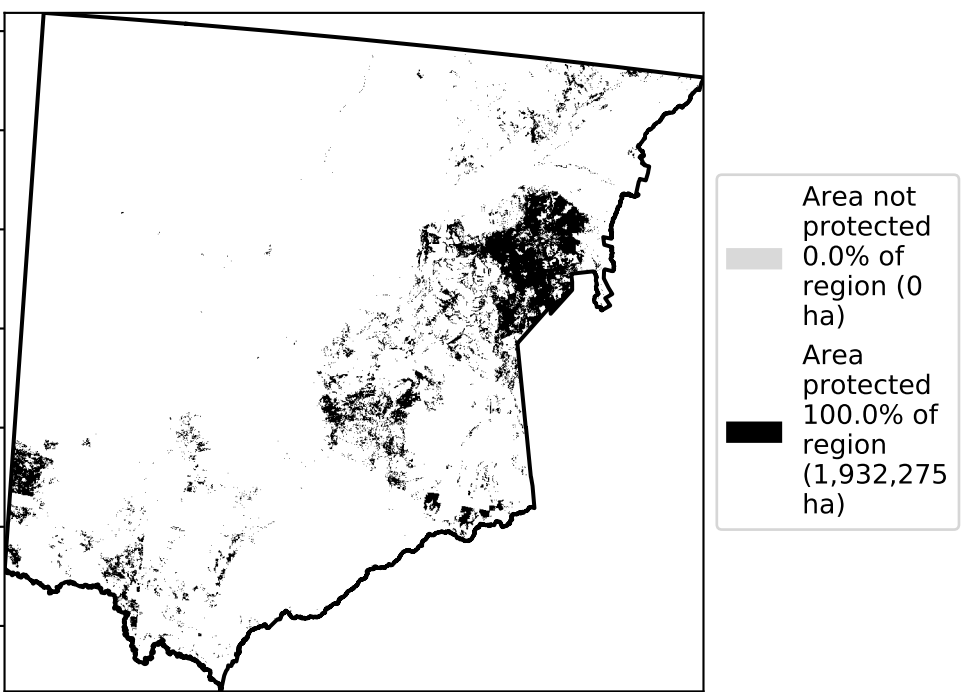 Area not
protected
0.0% of
region (0
ha)
Area
protected
100.0% of
region
(1,932,275
ha)